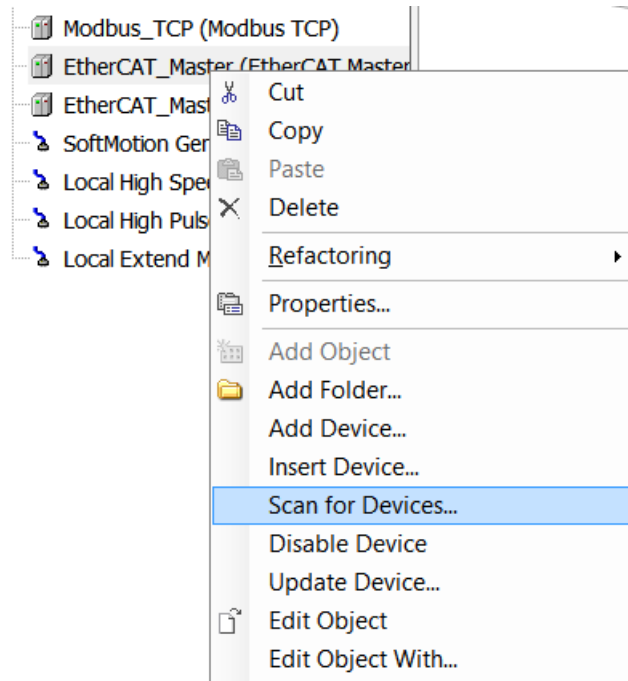 Modbus_TCP (Modbus TCP)
EtherCAT_Master (EtherCAT Master
EtherCAT_Mast
SoftMotion Ger
Local High Spe
Local High Puls
Local Extend M
Cut
Copy
Paste
Delete
Refactoring
Properties...
Add Object
Add Folder...
Add Device...
Insert Device...
Scan for Devices...
Disable Device
Update Device...
Edit Object
Edit Object With...